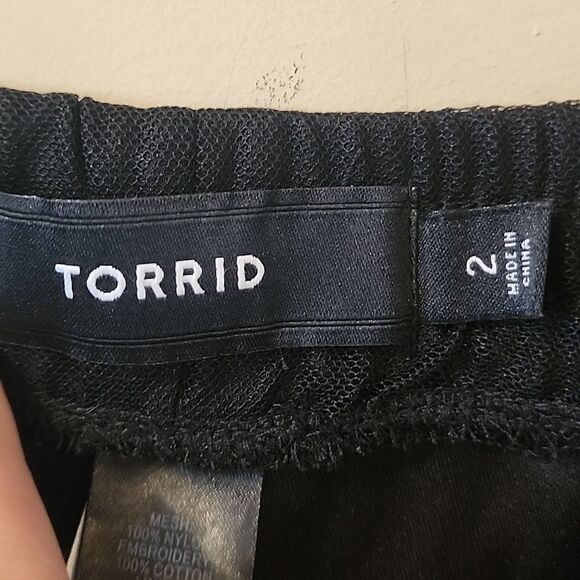 TORRID
2
MADE IN
CHINA
MESH
100% NYLON
EMBROIDERY
100% COTTON